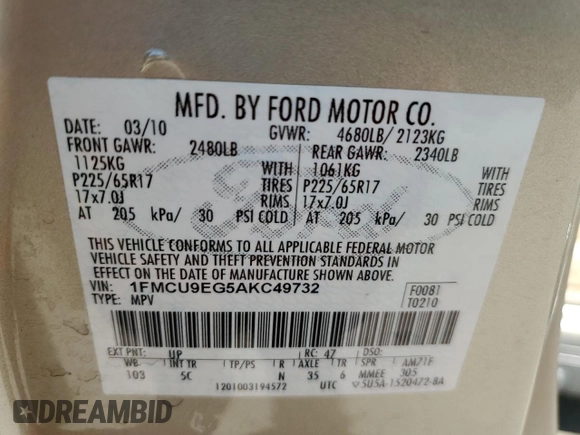 MFD. BY FORD MOTOR CO.
DATE: 03/10 GVWR: 4680LB/ 2123KG
FRONT GAWR: 2480LB REAR GAWR: 2340LB
1125KG WITH 1061KG WITH
P225/65R17 TIRES P225/65R17 TIRES
17x7.0J RIMS 17x7.0J RIMS
AT 205 kPa/ 30 PSI COLD AT 205 kPa/ 30 PSI COLD
THIS VEHICLE CONFORMS TO ALL APPLICABLE FEDERAL MOTOR
VEHICLE SAFETY AND THEFT PREVENTION STANDARDS IN
EFFECT ON THE DATE OF MANUFACTURE SHOWN ABOVE.
VIN: 1FMCU9EG5AKC49732 F0081
TYPE: MPV T0210
EXT PNT: UP RC: 47 DSO:
WB INT TR TP/PS R AXLE TR SPR
103 5C N 35 6 MMEE 305
1201003194572 UTC
Ford
DREAMBID